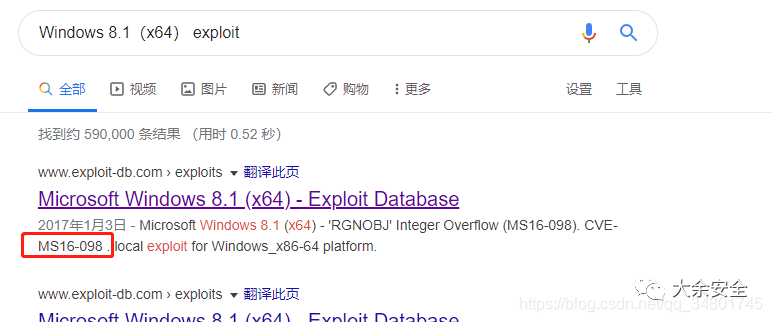 Windows 8.1（x64） exploit
全部 视频 图片 新闻 购物 更多 设置 工具
找到约 590,000 条结果 （用时 0.52 秒）
www.exploit-db.com › exploits 翻译此页
Microsoft Windows 8.1 (x64) - Exploit Database
2017年1月3日 - Microsoft Windows 8.1 (x64) - 'RGNOBJ' Integer Overflow (MS16-098). CVE-
MS16-098 . local exploit for Windows_x86-64 platform.
www.exploit-db.com › exploits 翻译此页
Microsoft Windows 8.1 (x64) - Exploit Database
大余安全
https://blog.csdn.net/qq_34801745